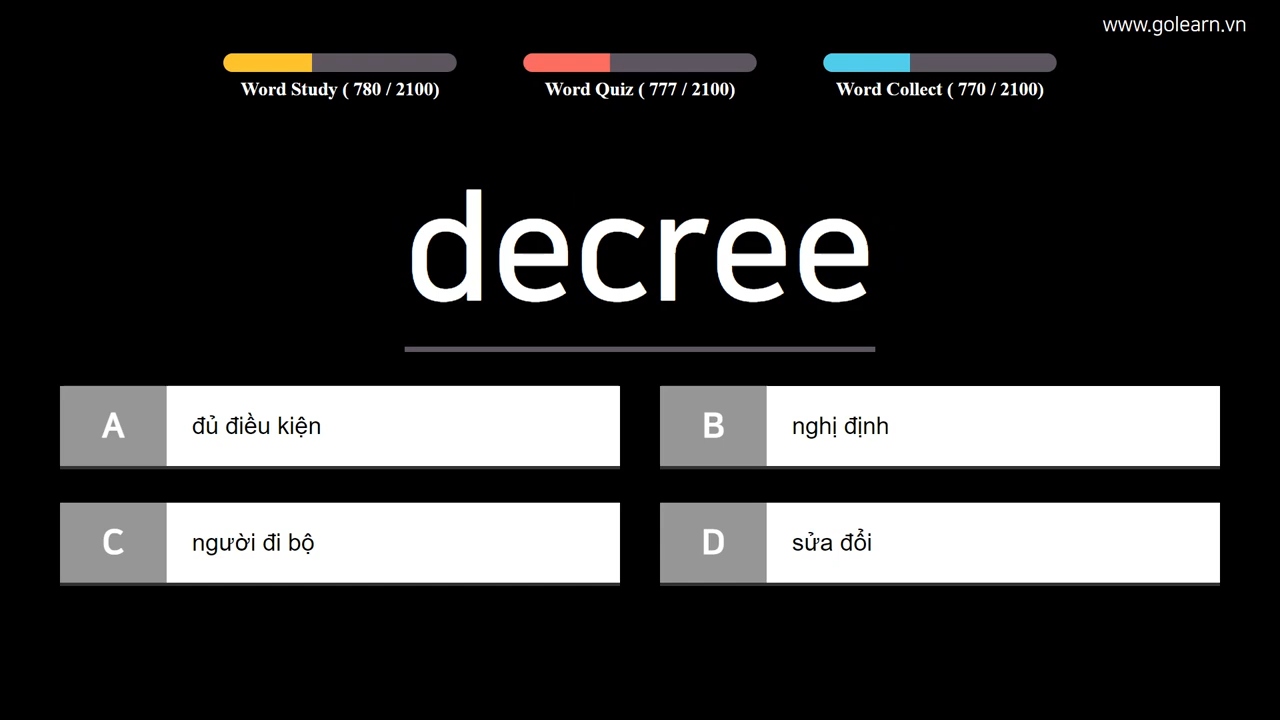 www.golearn.vn
Word Study ( 780 / 2100)
Word Quiz ( 777 / 2100)
Word Collect ( 770 / 2100)
decree
A đủ điều kiện
B nghị định
C người đi bộ
D sửa đổi